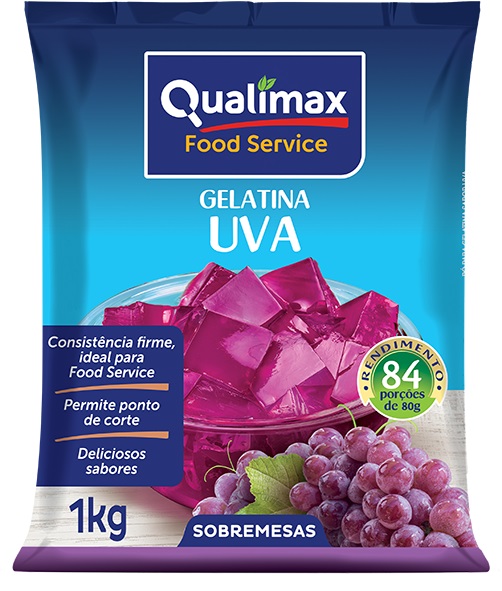 Qualimax
Food Service
GELATINA
UVA
Consistência firme,
ideal para
Food Service
Permite ponto
de corte
Deliciosos
sabores
RENDIMENTO
84
porções
de 80g
1kg
SOBREMESAS